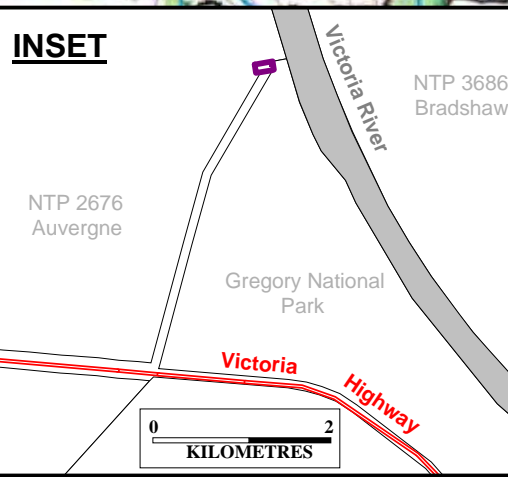 INSET
Victoria River
NTP 3686
Bradshaw
NTP 2676
Auvergne
Gregory National
Park
Victoria Highway
0 2
KILOMETRES